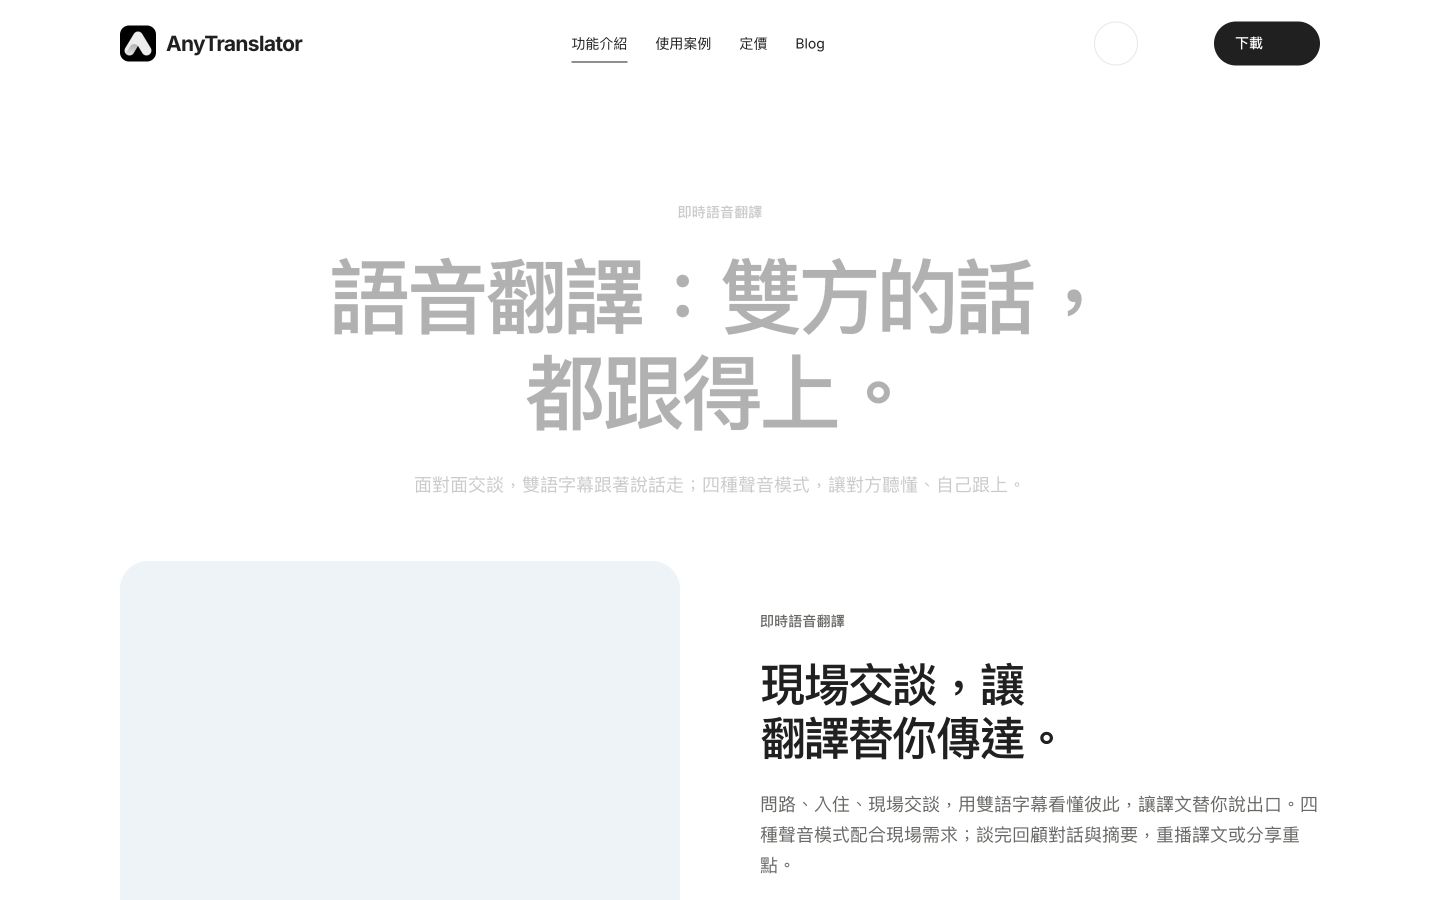 AnyTranslator
功能介紹
使用案例
定價
Blog
下載
即時語音翻譯
語音翻譯：雙方的話，
都跟得上。
面對面交談，雙語字幕跟著說話走；四種聲音模式，讓對方聽懂、自己跟上。
即時語音翻譯
現場交談，讓
翻譯替你傳達。
問路、入住、現場交談，用雙語字幕看懂彼此，讓譯文替你說出口。四
種聲音模式配合現場需求；談完回顧對話與摘要，重播譯文或分享重
點。